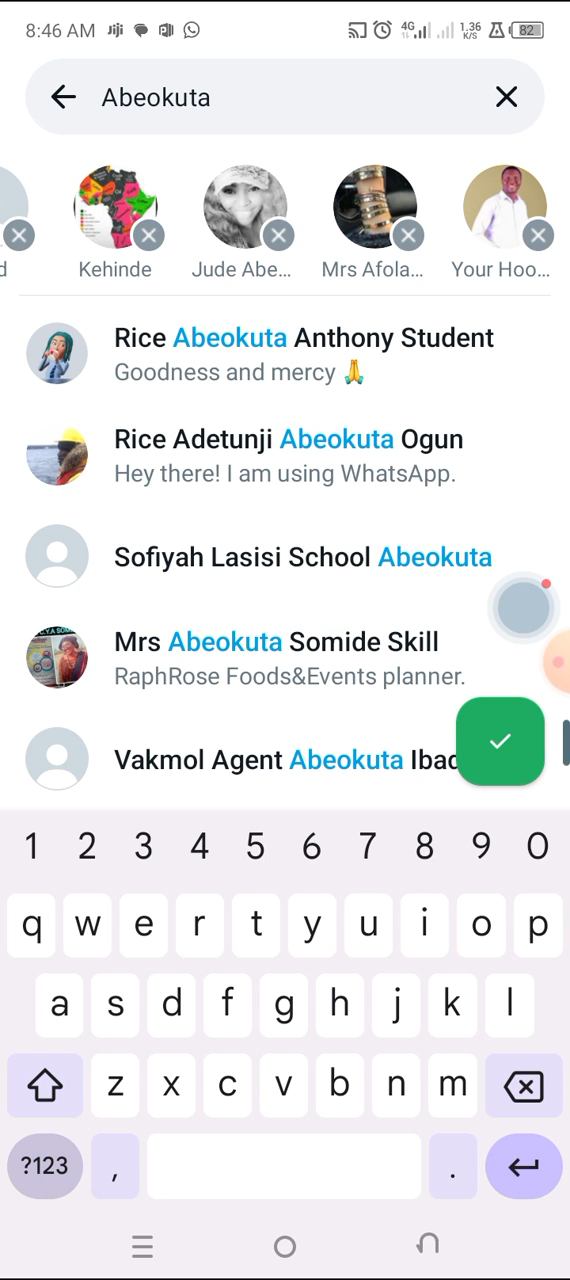 8:46 AM Jiji 4G 1.36 K/S 82
Abeokuta
d Kehinde Jude Abe... Mrs Afola... Your Hoo...
Rice Abeokuta Anthony Student
Goodness and mercy 🙏
Rice Adetunji Abeokuta Ogun
Hey there! I am using WhatsApp.
Sofiyah Lasisi School Abeokuta
Mrs Abeokuta Somide Skill
RaphRose Foods&Events planner.
Vakmol Agent Abeokuta Ibad
1 2 3 4 5 6 7 8 9 0
q w e r t y u i o p
a s d f g h j k l
z x c v b n m
?123 , .